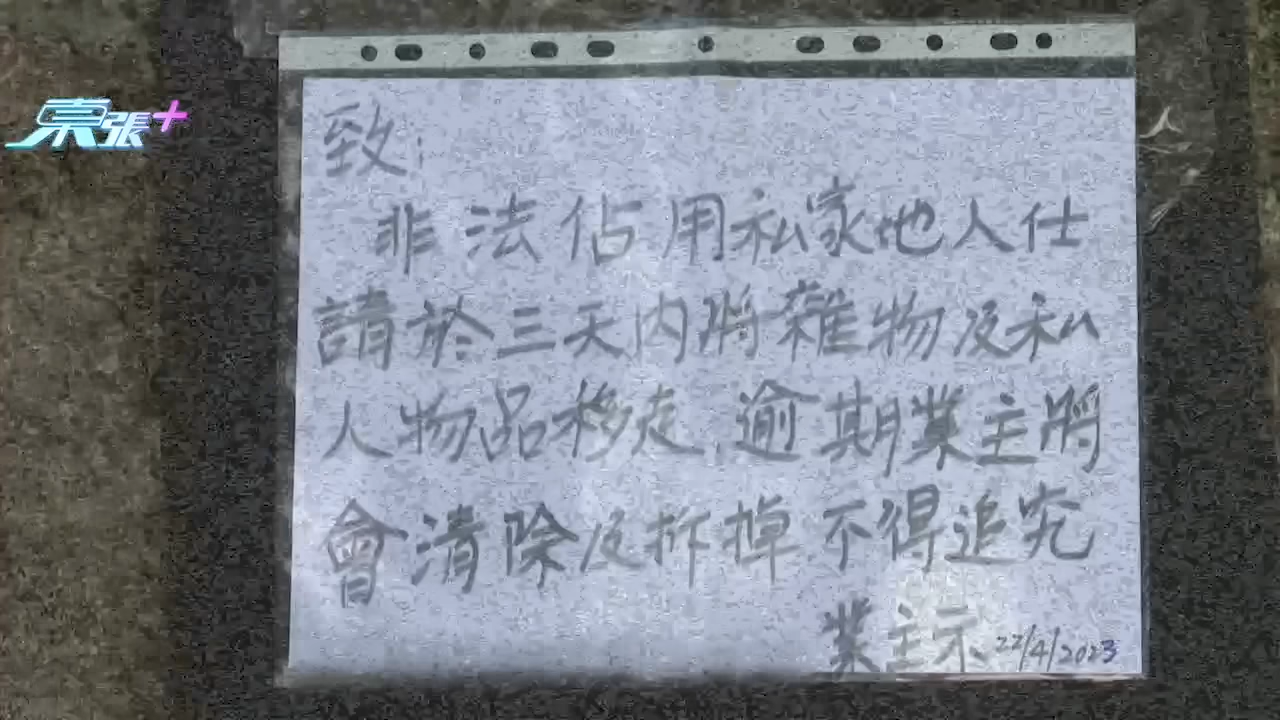 東張+
致:
非法佔用私家地人仕
請於三天內將雜物及私
人物品移走,逾期業主將
會清除及拆掉不得追究
業主示 22/4/2023